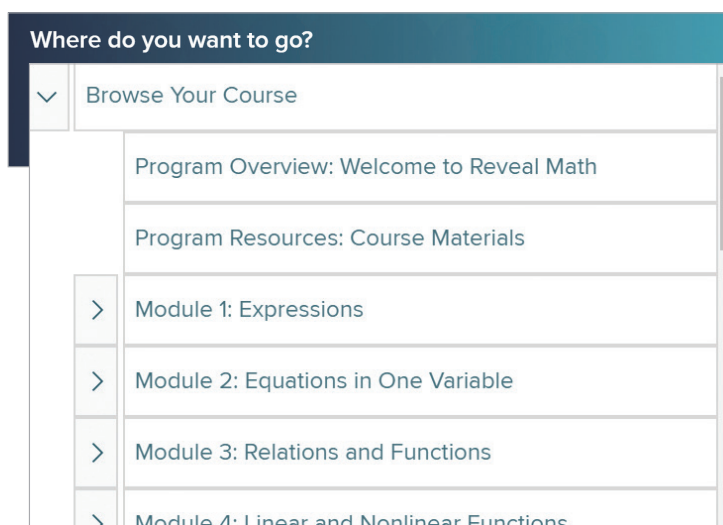 Where do you want to go?
Browse Your Course
Program Overview: Welcome to Reveal Math
Program Resources: Course Materials
Module 1: Expressions
Module 2: Equations in One Variable
Module 3: Relations and Functions
Module 4: Linear and Nonlinear Functions